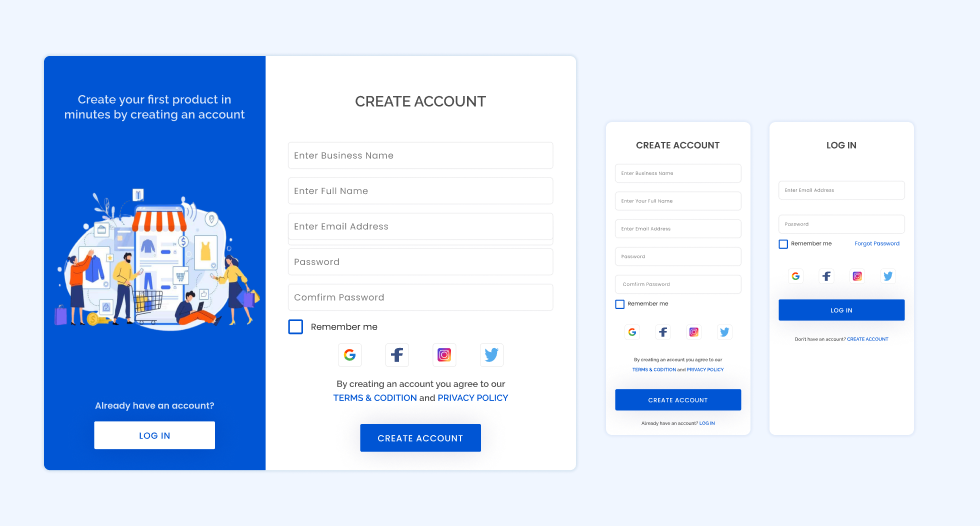 Create your first product in
minutes by creating an account
Already have an account?
LOG IN
CREATE ACCOUNT
Enter Business Name
Enter Full Name
Enter Email Address
Password
Comfirm Password
Remember me
By creating an account you agree to our
TERMS & CODITION and PRIVACY POLICY
CREATE ACCOUNT
CREATE ACCOUNT
Enter Business Name
Enter Your Full Name
Enter Email Address
Password
Comfirm Password
Remember me
By creating an account you agree to our
TERMS & CODITION and PRIVACY POLICY
CREATE ACCOUNT
Already have an account? LOG IN
LOG IN
Enter Email Address
Password
Remember me Forgot Password
LOG IN
Don't have an account? CREATE ACCOUNT